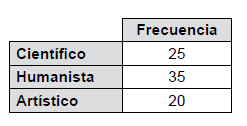 Frecuencia
Científico 25
Humanista 35
Artístico 20